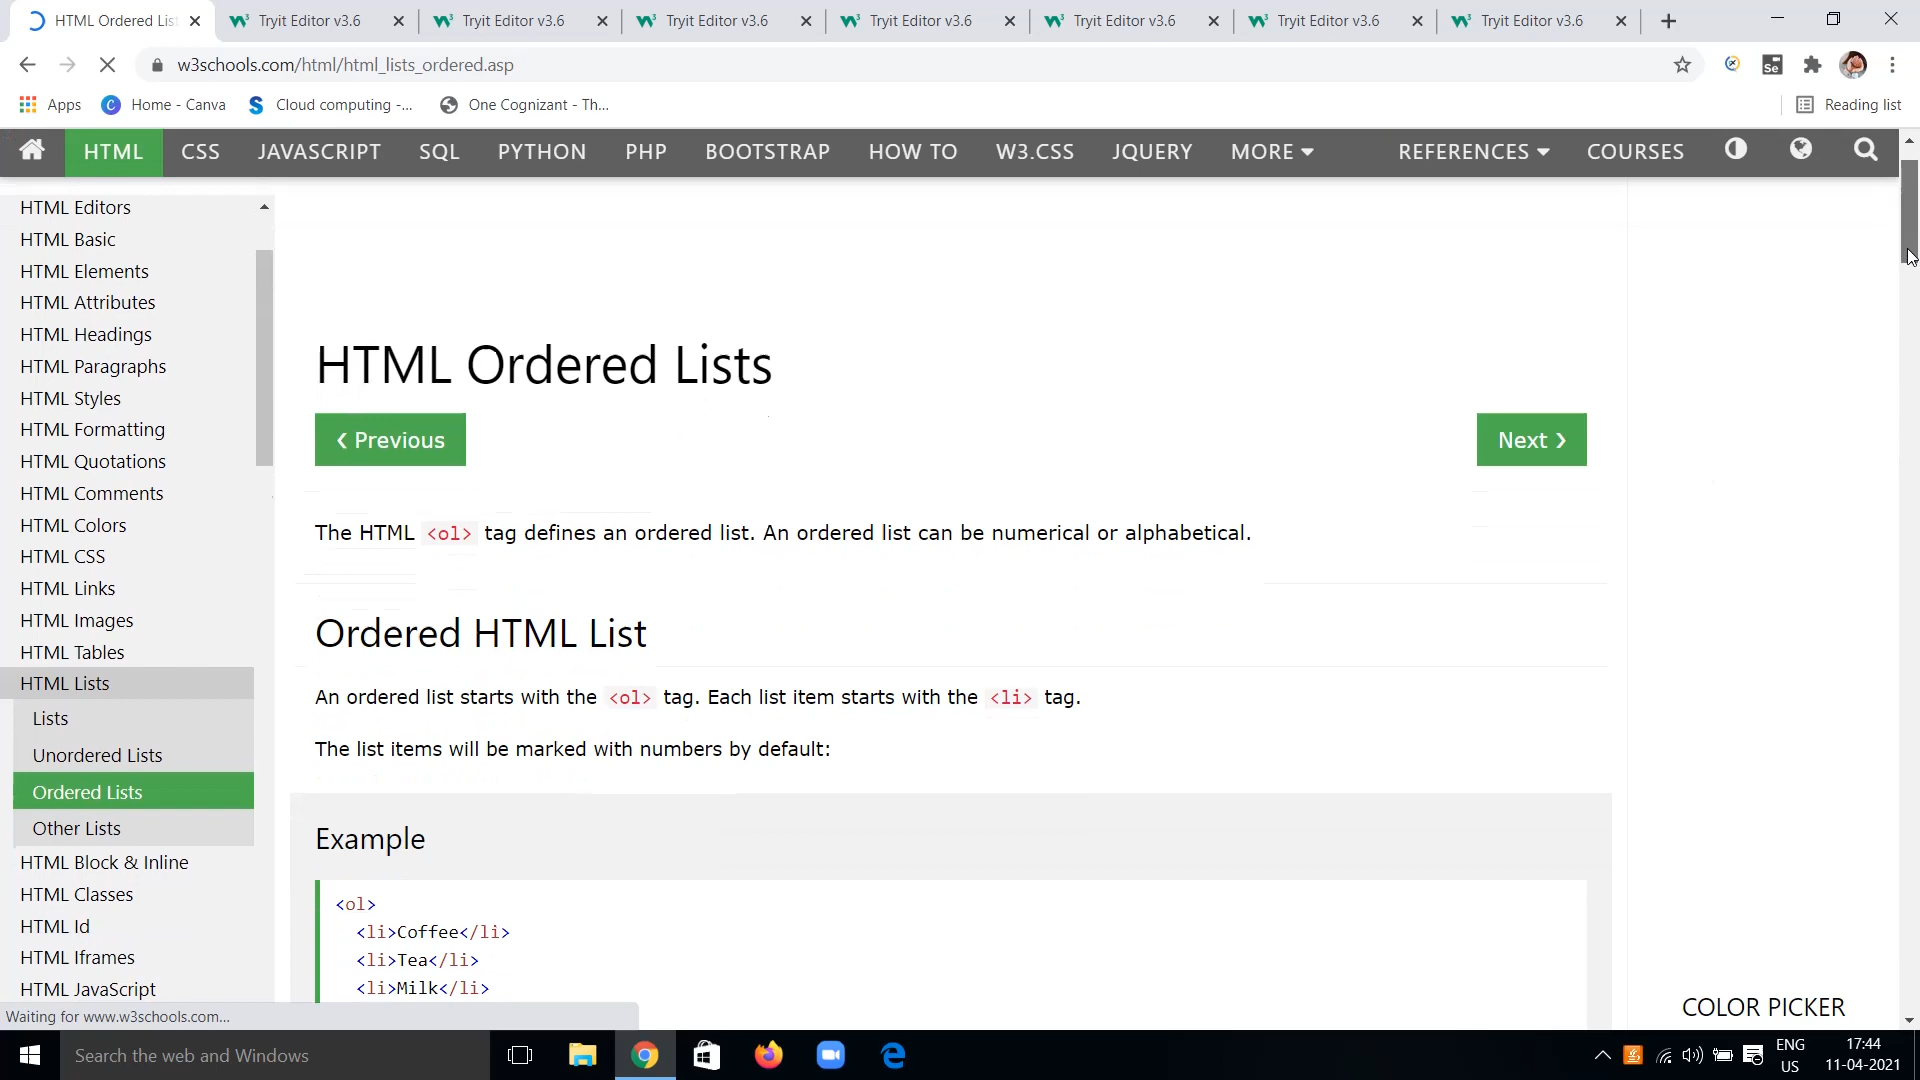 HTML Ordered Lis
Tryit Editor v3.6
Tryit Editor v3.6
Tryit Editor v3.6
Tryit Editor v3.6
Tryit Editor v3.6
Tryit Editor v3.6
Tryit Editor v3.6
w3schools.com/html/html_lists_ordered.asp
Se
Apps
Home - Canva
Cloud computing -...
One Cognizant - Th...
Reading list
HTML CSS JAVASCRIPT SQL PYTHON PHP BOOTSTRAP HOW TO W3.CSS JQUERY MORE REFERENCES COURSES
HTML Editors
HTML Basic
HTML Elements
HTML Attributes
HTML Headings
HTML Paragraphs
HTML Styles
HTML Formatting
HTML Quotations
HTML Comments
HTML Colors
HTML CSS
HTML Links
HTML Images
HTML Tables
HTML Lists
Lists
Unordered Lists
Ordered Lists
Other Lists
HTML Block & Inline
HTML Classes
HTML Id
HTML Iframes
HTML JavaScript
HTML Ordered Lists
❮ Previous
Next ❯
The HTML <ol> tag defines an ordered list. An ordered list can be numerical or alphabetical.
Ordered HTML List
An ordered list starts with the <ol> tag. Each list item starts with the <li> tag.
The list items will be marked with numbers by default:
Example
<ol>
<li>Coffee</li>
<li>Tea</li>
<li>Milk</li>
COLOR PICKER
Waiting for www.w3schools.com...
Search the web and Windows
ENG
US
17:44
11-04-2021